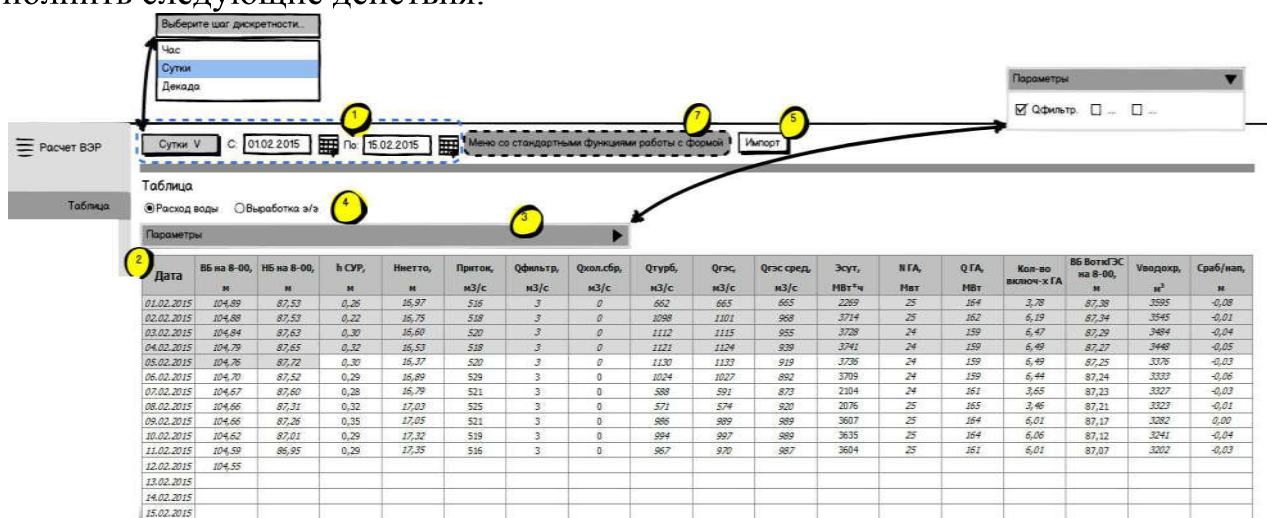 полнить следующие действия:
Выберите шаг дискретности...
Час
Сутки
Декада
Параметры
Qфильтр. ... ...
Расчет ВЭР
Сутки V С: 01.02.2015 По: 15.02.2015 Меню со стандартными функциями работы с формой Импорт
1 7 5
Таблица
Таблица
Расход воды Выработка э/э 4
Параметры 3
2
Дата ВБ на 8-00, м НБ на 8-00, м h СУР, м Ннетто, м Приток, м3/с Qфильтр, м3/с Qхол.сбр, м3/с Qтурб, м3/с Qгэс, м3/с Qгэс сред, м3/с Эсут, МВт*ч N ГА, Мвт Q ГА, МВт Кол-во включ-х ГА ВБ ВоткГЭС на 8-00, м Vводохр, м³ Сраб/нап, м
01.02.2015 104,89 87,53 0,26 16,97 516 3 0 662 665 665 2269 25 164 3,78 87,38 3595 -0,08
02.02.2015 104,88 87,53 0,22 16,75 518 3 0 1098 1101 968 3714 25 162 6,19 87,34 3545 -0,01
03.02.2015 104,84 87,63 0,30 16,60 520 3 0 1112 1115 955 3728 24 159 6,47 87,29 3484 -0,04
04.02.2015 104,79 87,65 0,32 16,53 518 3 0 1121 1124 939 3741 24 159 6,49 87,27 3448 -0,05
05.02.2015 104,76 87,72 0,30 16,37 520 3 0 1130 1133 919 3736 24 159 6,49 87,25 3376 -0,03
06.02.2015 104,70 87,52 0,29 16,89 529 3 0 1024 1027 892 3709 24 159 6,44 87,24 3333 -0,06
07.02.2015 104,67 87,60 0,28 16,79 521 3 0 588 591 873 2104 24 161 3,65 87,23 3327 -0,03
08.02.2015 104,66 87,31 0,32 17,03 525 3 0 571 574 920 2076 25 165 3,46 87,21 3323 -0,01
09.02.2015 104,66 87,26 0,35 17,05 521 3 0 986 989 989 3607 25 164 6,01 87,17 3282 0,00
10.02.2015 104,62 87,01 0,29 17,32 519 3 0 994 997 989 3635 25 164 6,06 87,12 3241 -0,04
11.02.2015 104,59 86,95 0,29 17,35 516 3 0 967 970 987 3604 25 161 6,01 87,07 3202 -0,03
12.02.2015 104,55
13.02.2015
14.02.2015
15.02.2015